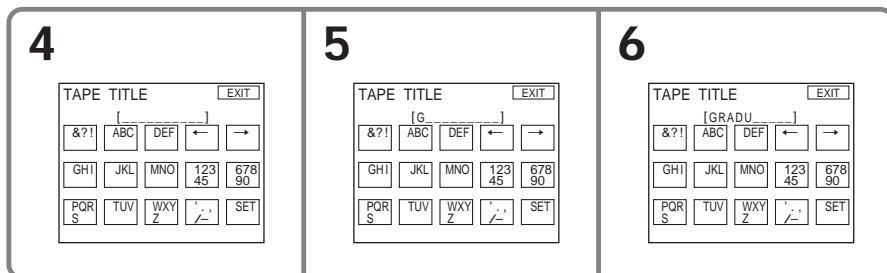 4
TAPE TITLE EXIT
[__________]
&?! ABC DEF ← →
GHI JKL MNO 123 45 678 90
PQR S TUV WXY Z ' . , / – SET
5
TAPE TITLE EXIT
[G_________]
&?! ABC DEF ← →
GHI JKL MNO 123 45 678 90
PQR S TUV WXY Z ' . , / – SET
6
TAPE TITLE EXIT
[GRADU_____]
&?! ABC DEF ← →
GHI JKL MNO 123 45 678 90
PQR S TUV WXY Z ' . , / – SET